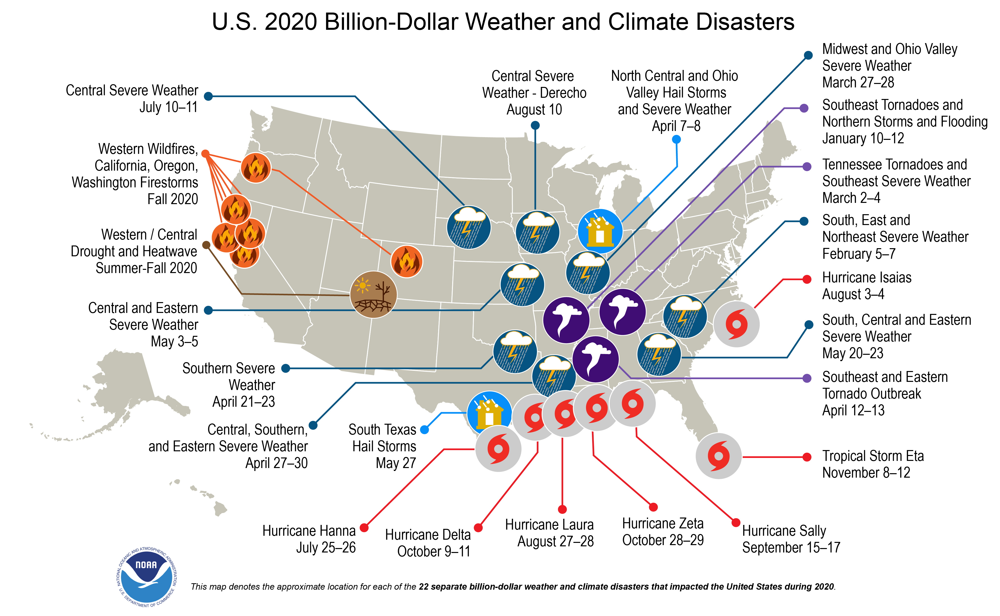 U.S. 2020 Billion-Dollar Weather and Climate Disasters
Central Severe Weather
July 10–11
Western Wildfires,
California, Oregon,
Washington Firestorms
Fall 2020
Western / Central
Drought and Heatwave
Summer-Fall 2020
Central and Eastern
Severe Weather
May 3–5
Southern Severe
Weather
April 21–23
Central, Southern,
and Eastern Severe Weather
April 27–30
South Texas
Hail Storms
May 27
Central Severe
Weather - Derecho
August 10
North Central and Ohio
Valley Hail Storms
and Severe Weather
April 7–8
Midwest and Ohio Valley
Severe Weather
March 27–28
Southeast Tornadoes and
Northern Storms and Flooding
January 10–12
Tennessee Tornadoes and
Southeast Severe Weather
March 2–4
South, East and
Northeast Severe Weather
February 5–7
Hurricane Isaias
August 3–4
South, Central and Eastern
Severe Weather
May 20–23
Southeast and Eastern
Tornado Outbreak
April 12–13
Tropical Storm Eta
November 8–12
Hurricane Hanna
July 25–26
Hurricane Delta
October 9–11
Hurricane Laura
August 27–28
Hurricane Zeta
October 28–29
Hurricane Sally
September 15–17
NATIONAL OCEANIC AND ATMOSPHERIC ADMINISTRATION
NOAA
U.S. DEPARTMENT OF COMMERCE
This map denotes the approximate location for each of the 22 separate billion-dollar weather and climate disasters that impacted the United States during 2020.